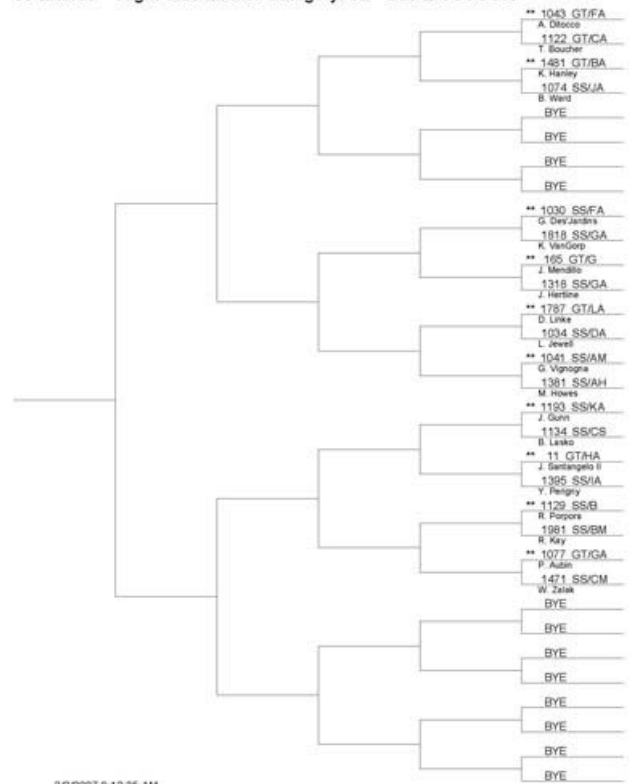 ** 1043 GT/FA
A. Ditocco
1122 GT/CA
T. Boucher
** 1481 GT/BA
K. Hanley
1074 SS/JA
B. Ward
BYE
BYE
BYE
BYE
** 1030 SS/FA
G. Des'Jardins
1818 SS/GA
K. VanGorp
** 165 GT/G
J. Mendillo
1318 SS/GA
J. Hertline
** 1787 GT/LA
D. Linke
1034 SS/DA
L. Jewell
** 1041 SS/AM
G. Vignogna
1381 SS/AH
M. Howes
** 1193 SS/KA
J. Gunn
1134 SS/CS
B. Lasko
** 11 GT/HA
J. Santangelo II
1395 SS/IA
Y. Perigny
** 1129 SS/B
R. Porpora
1981 SS/BM
R. Kay
** 1077 GT/GA
P. Aubin
1471 SS/CM
W. Zalak
BYE
BYE
BYE
BYE
BYE
BYE
BYE
BYE